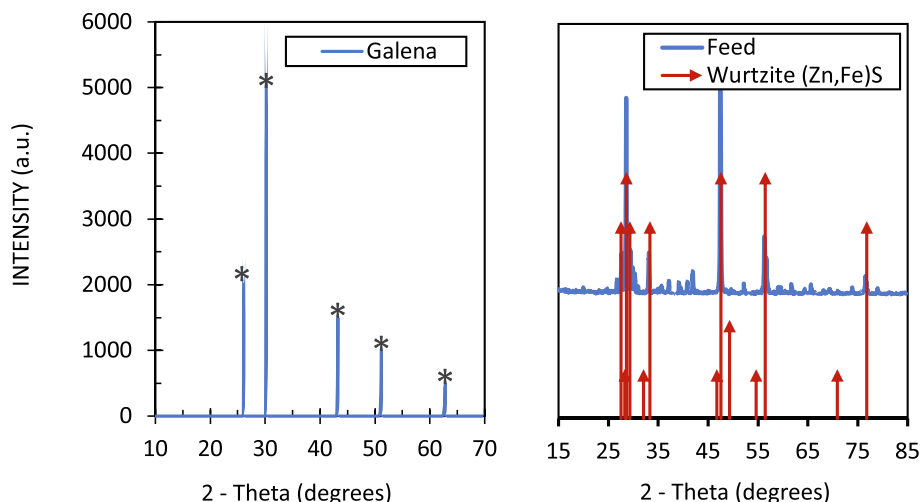 6000
5000
4000
3000
2000
1000
0
INTENSITY (a.u.)
Galena
*
*
*
*
*
10 20 30 40 50 60 70
2 - Theta (degrees)
Feed
Wurtzite (Zn,Fe)S
15 25 35 45 55 65 75 85
2 - Theta (degrees)